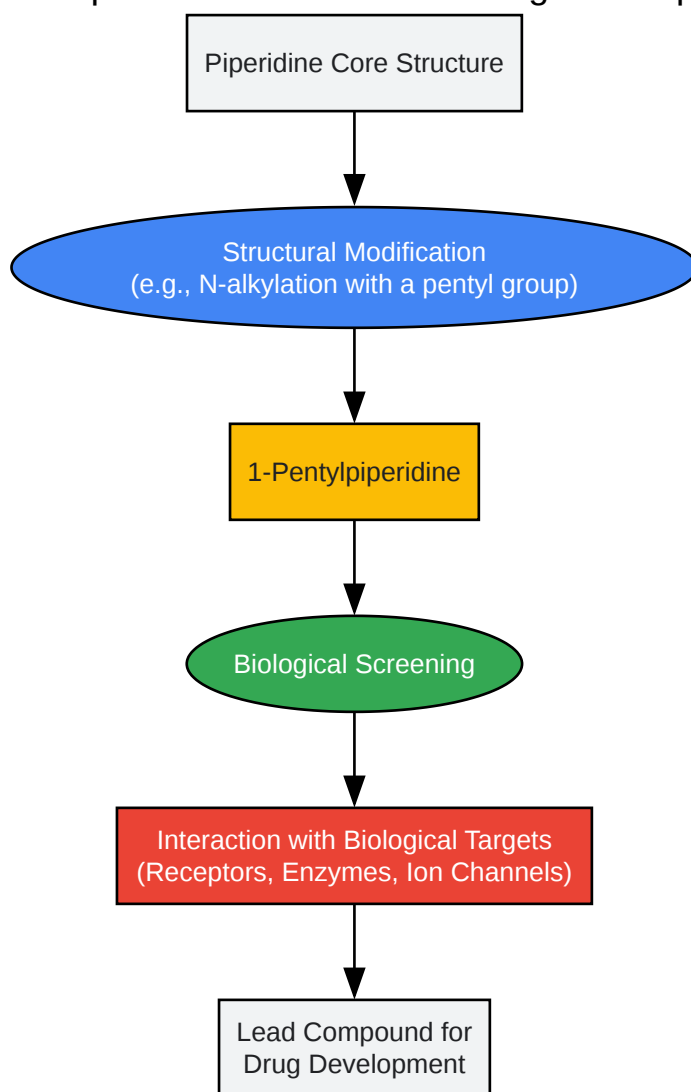 Piperidine Core Structure
Structural Modification
(e.g., N-alkylation with a pentyl group)
1-Pentylpiperidine
Biological Screening
Interaction with Biological Targets
(Receptors, Enzymes, Ion Channels)
Lead Compound for
Drug Development